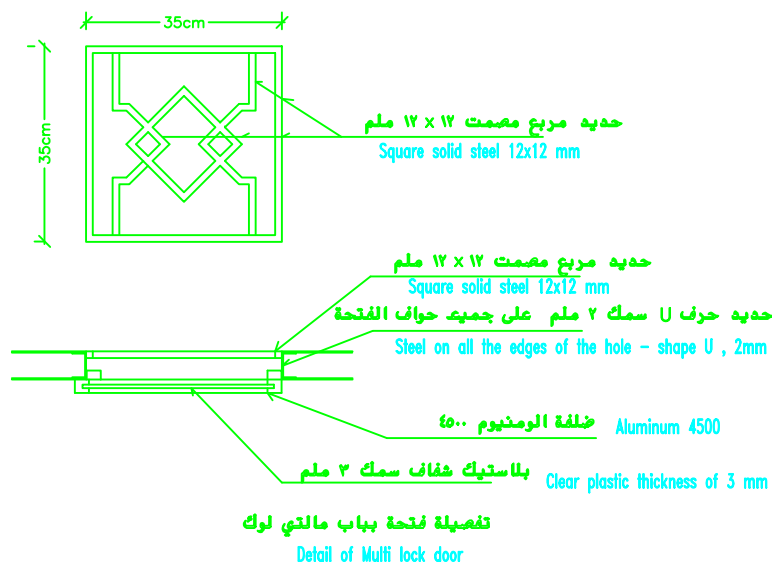 35cm
35cm
حديد مربع مصمت ١٢ × ١٢ ملم
Square solid steel 12x12 mm
حديد مربع مصمت ١٢ × ١٢ ملم
Square solid steel 12x12 mm
حديد حرف U سمك ٢ ملم على جميع حواف الفتحة
Steel on all the edges of the hole - shape U , 2mm
ضلفة الومنيوم ٤٥٠٠
Aluminum 4500
بلاستيك شفاف سمك ٣ ملم
Clear plastic thickness of 3 mm
تفصيلة فتحة بباب مالتي لوك
Detail of Multi lock door